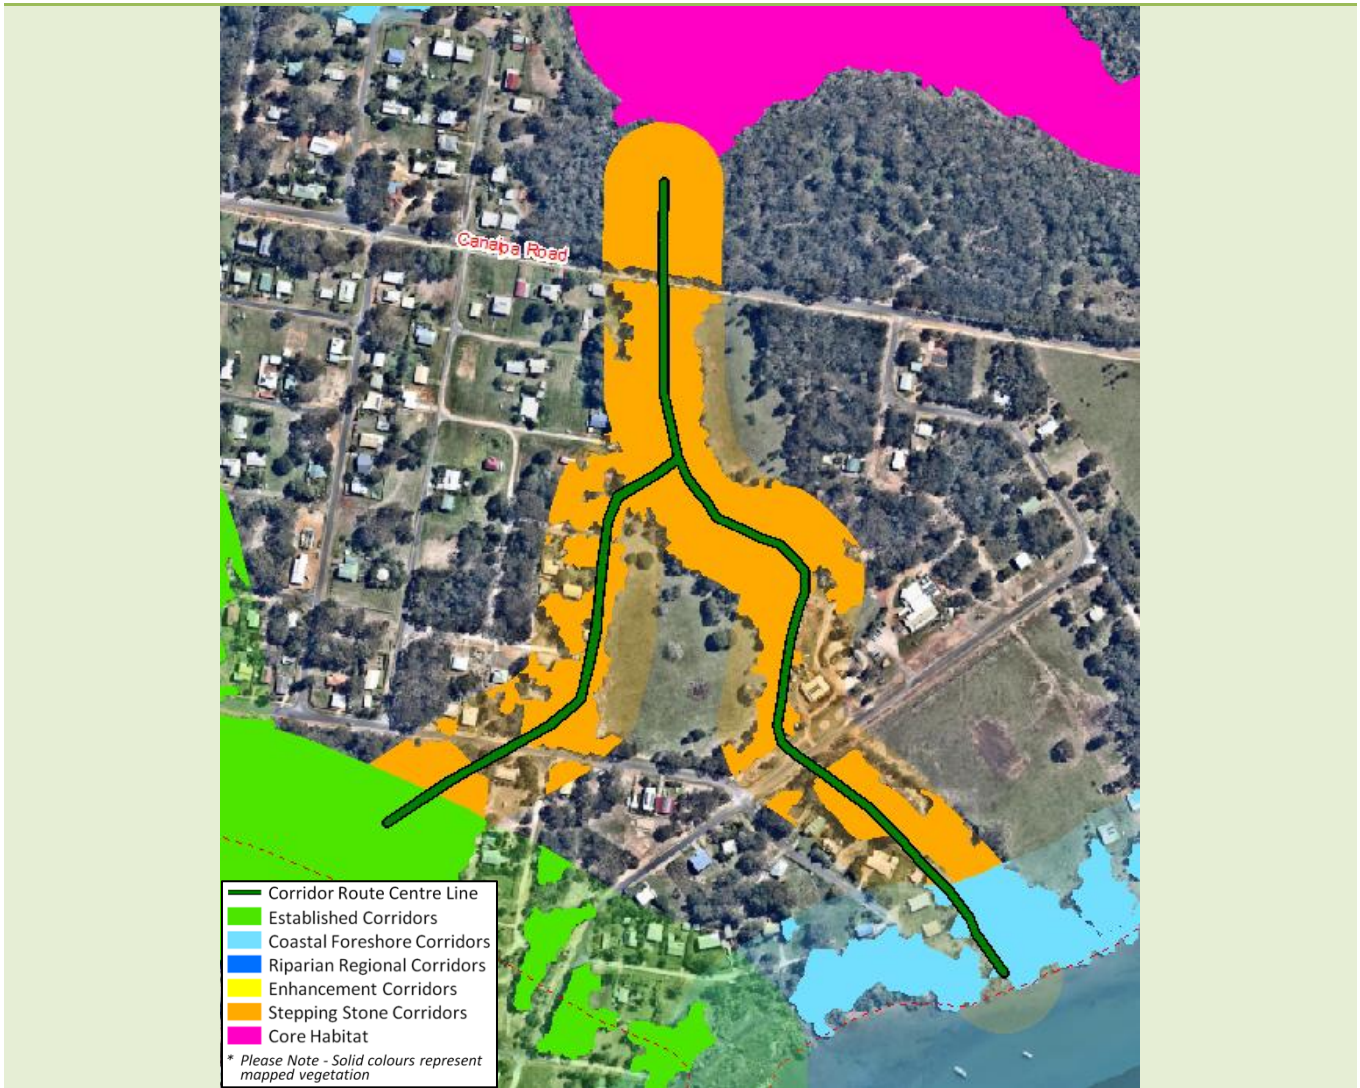 Canaipa Road
Corridor Route Centre Line
Established Corridors
Coastal Foreshore Corridors
Riparian Regional Corridors
Enhancement Corridors
Stepping Stone Corridors
Core Habitat
* Please Note - Solid colours represent
mapped vegetation